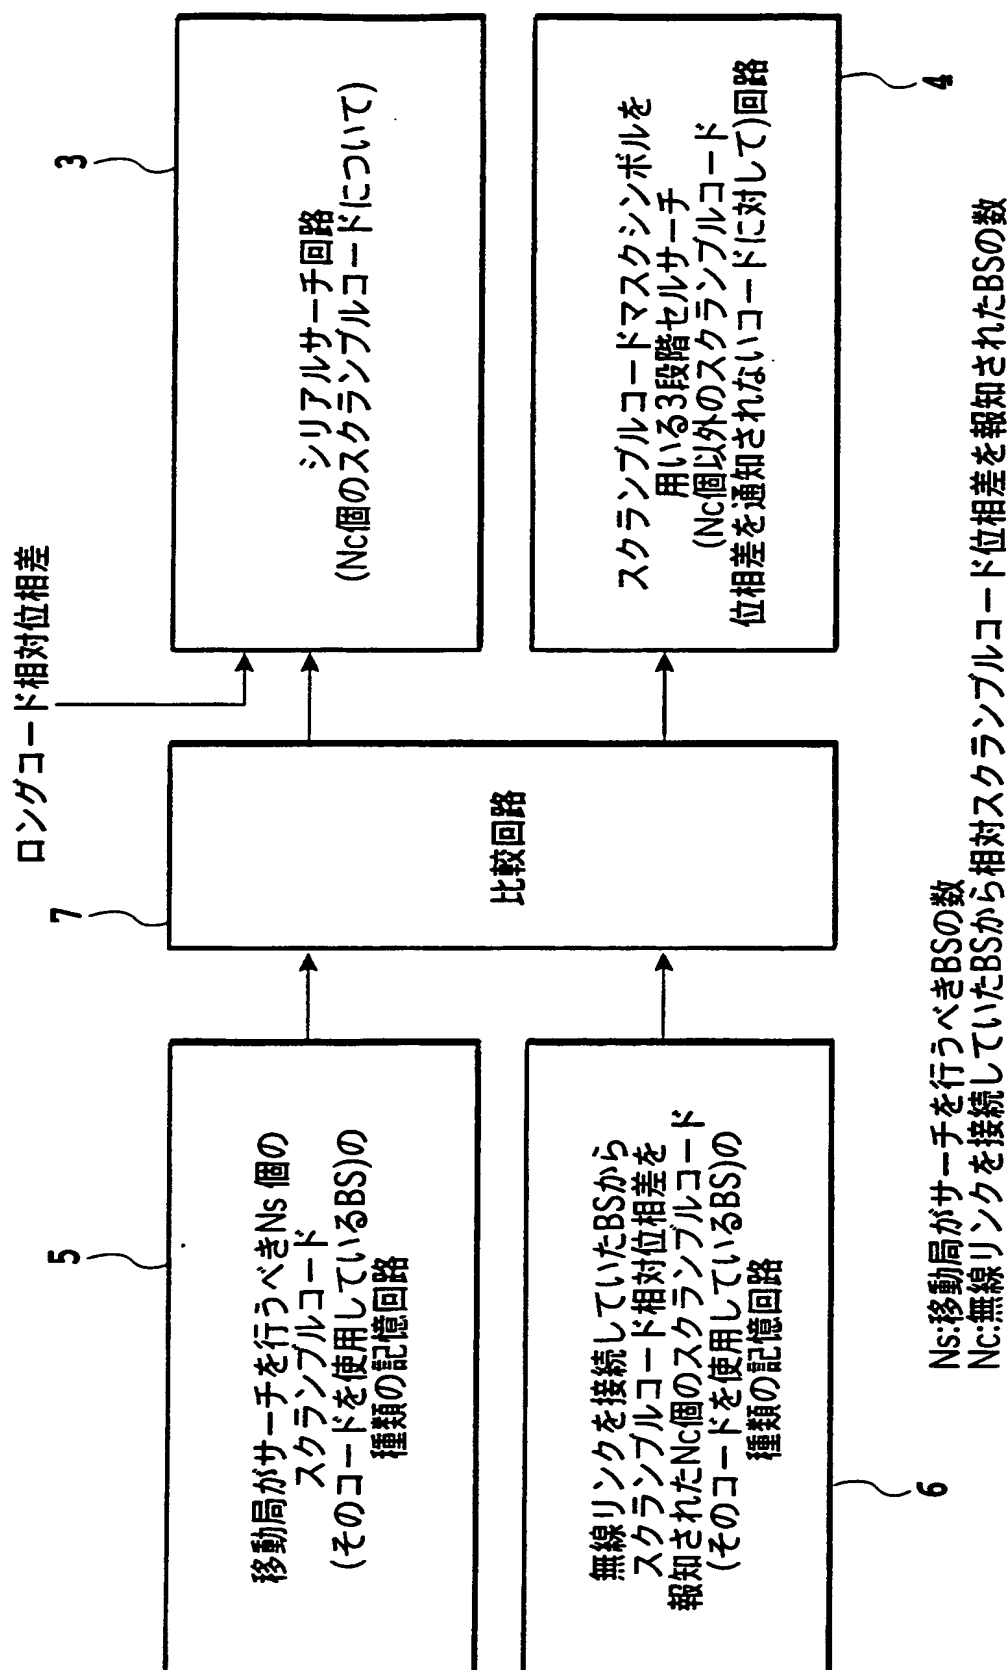 5
移動局がサーチを行うべきNs 個の
スクランブルコード
(そのコードを使用しているBS)の
種類の記憶回路
無線リンクを接続していたBSから
スクランブルコード相対位相差を
報知されたNc個のスクランブルコード
(そのコードを使用しているBS)の
種類の記憶回路
6
7
比較回路
ロングコード相対位相差
3
シリアルサーチ回路
(Nc個のスクランブルコードについて)
スクランブルコードマスクシンボルを
用いる3段階セルサーチ
(Nc個以外のスクランブルコード
位相差を通知されないコードに対して)回路
4
Ns:移動局がサーチを行うべきBSの数
Nc:無線リンクを接続していたBSから相対スクランブルコード位相差を報知されたBSの数